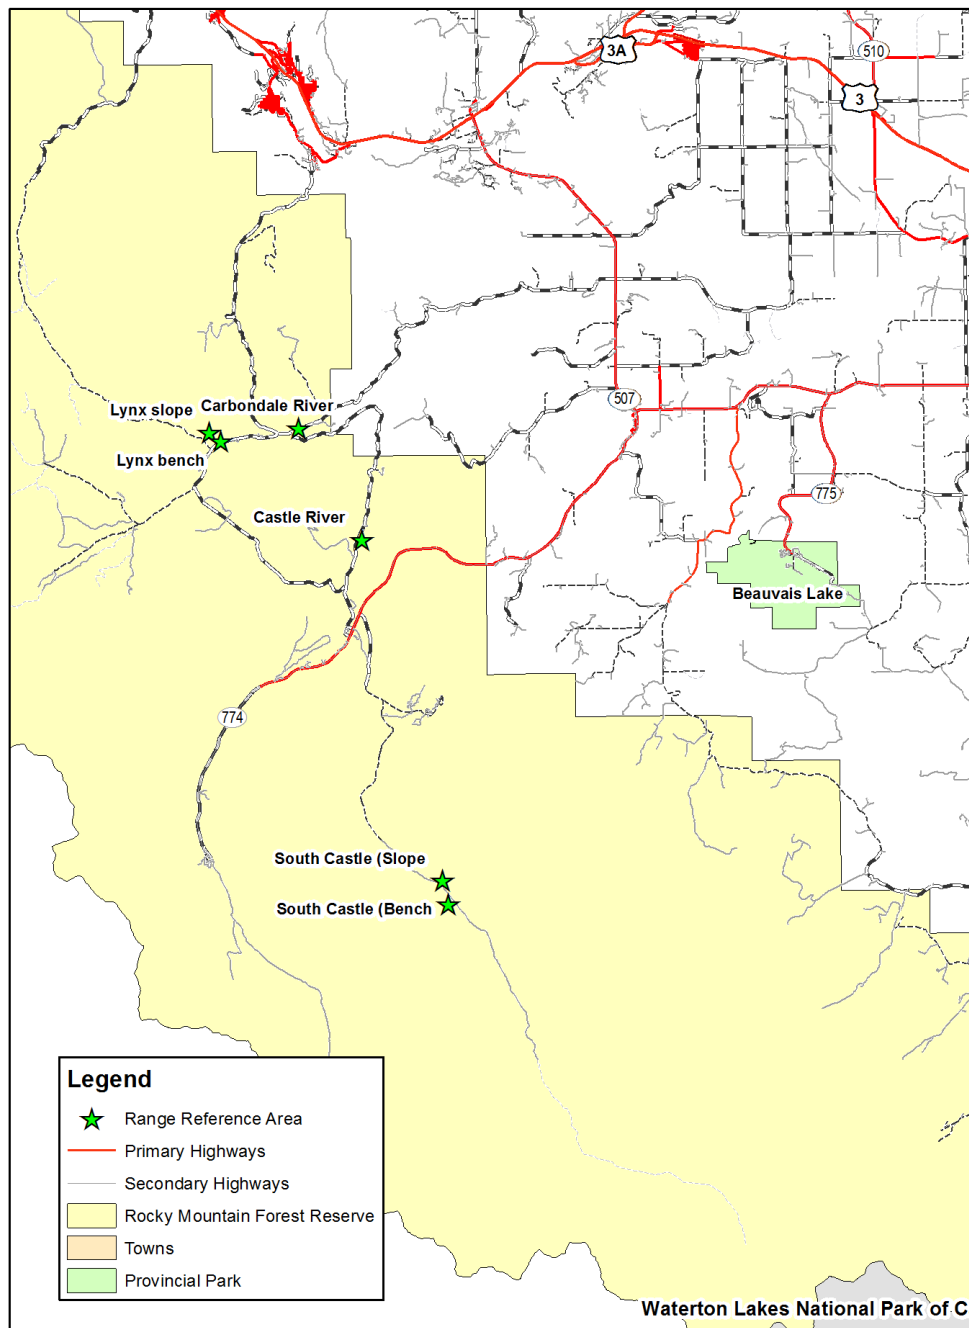 3A
510
3
Carbondale River
Lynx slope
507
Lynx bench
775
Castle River
Beauvais Lake
774
South Castle (Slope
South Castle (Bench
Legend
Range Reference Area
Primary Highways
Secondary Highways
Rocky Mountain Forest Reserve
Towns
Provincial Park
Waterton Lakes National Park of C